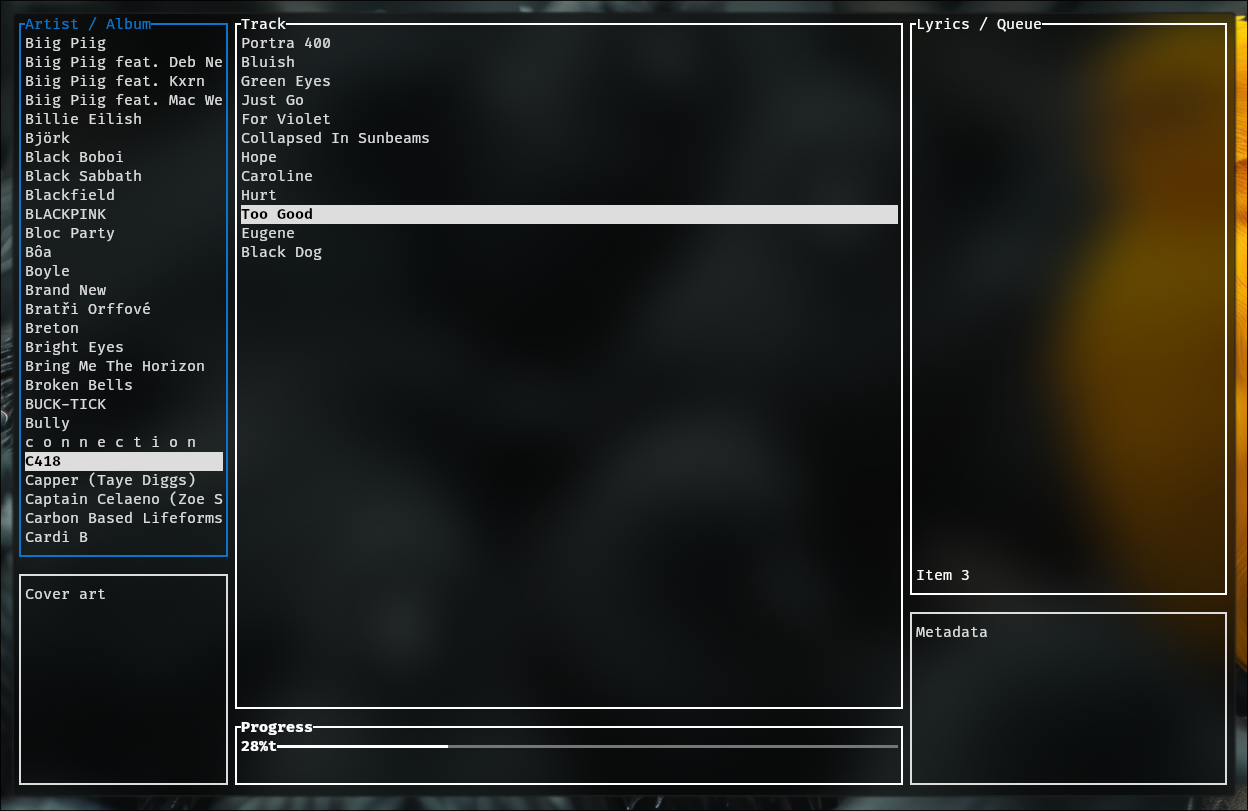 Artist / Album
Biig Piig
Biig Piig feat. Deb Ne
Biig Piig feat. Kxrn
Biig Piig feat. Mac We
Billie Eilish
Björk
Black Boboi
Black Sabbath
Blackfield
BLACKPINK
Bloc Party
Bôa
Boyle
Brand New
Bratři Orffové
Breton
Bright Eyes
Bring Me The Horizon
Broken Bells
BUCK-TICK
Bully
c o n n e c t i o n
C418
Capper (Taye Diggs)
Captain Celaeno (Zoe S
Carbon Based Lifeforms
Cardi B
Cover art
Track
Portra 400
Bluish
Green Eyes
Just Go
For Violet
Collapsed In Sunbeams
Hope
Caroline
Hurt
Too Good
Eugene
Black Dog
Progress
28%t
Lyrics / Queue
Item 3
Metadata